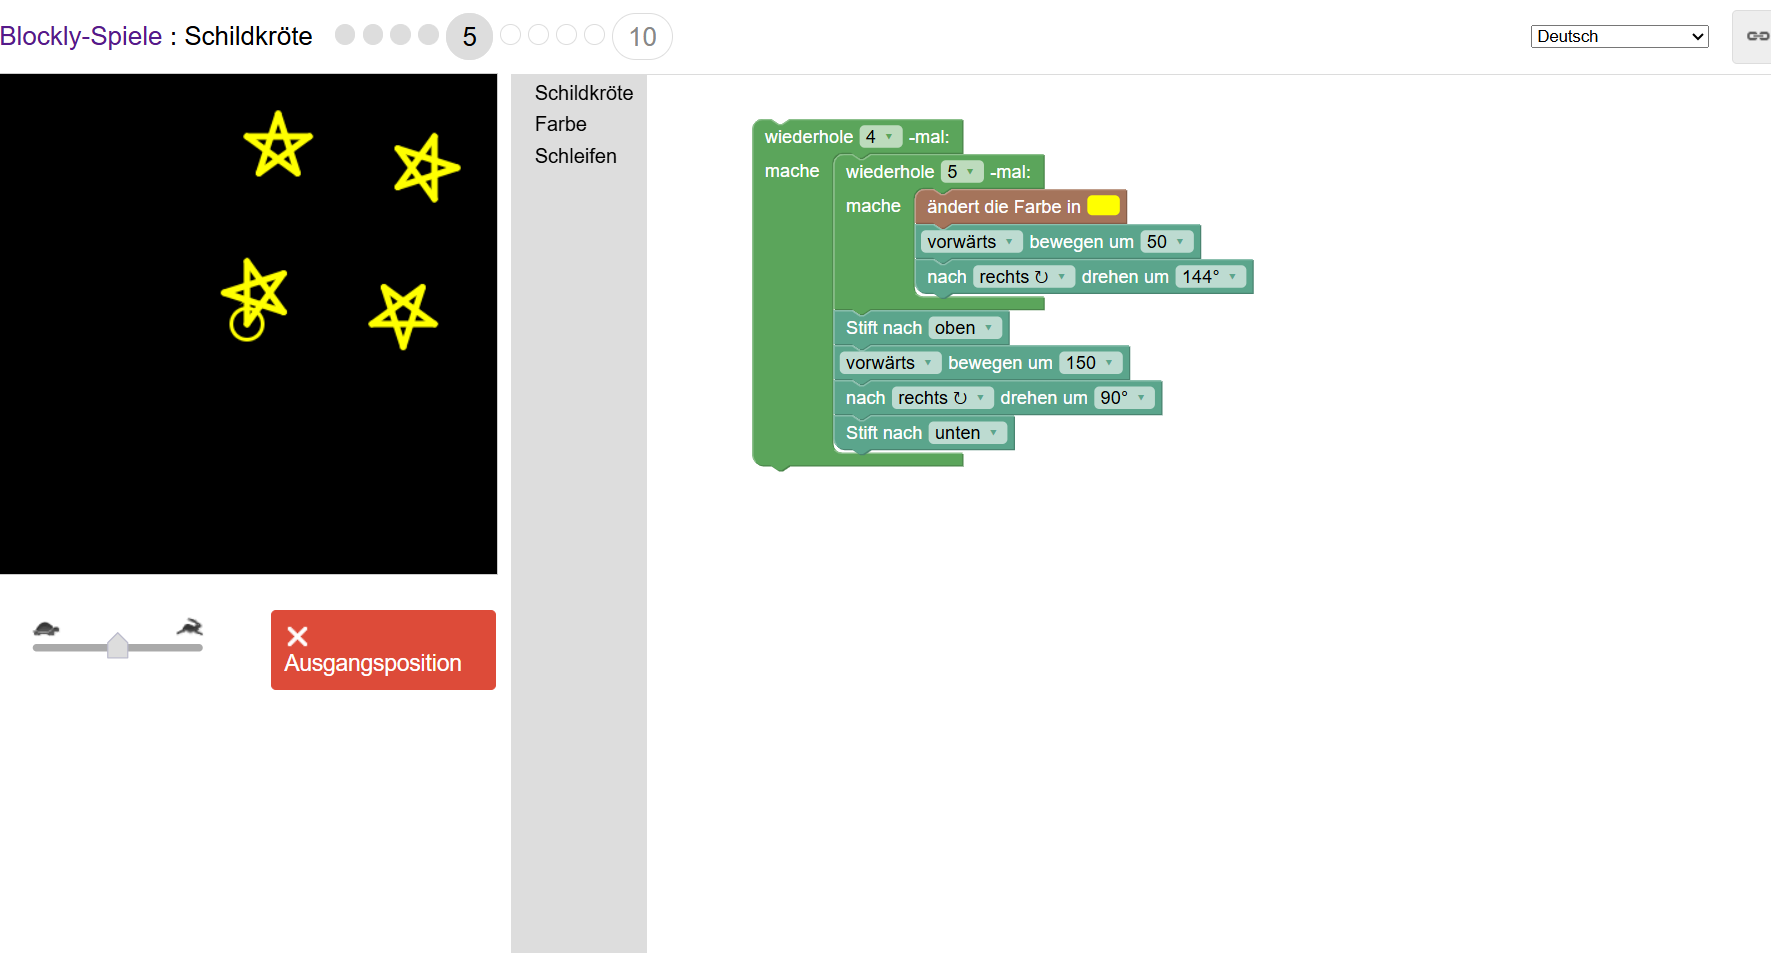 Blockly-Spiele : Schildkröte 5 10 Deutsch
Schildkröte
Farbe
Schleifen
wiederhole 4 -mal:
mache wiederhole 5 -mal:
mache ändert die Farbe in
vorwärts bewegen um 50
nach rechts ↻ drehen um 144°
Stift nach oben
vorwärts bewegen um 150
nach rechts ↻ drehen um 90°
Stift nach unten
Ausgangsposition